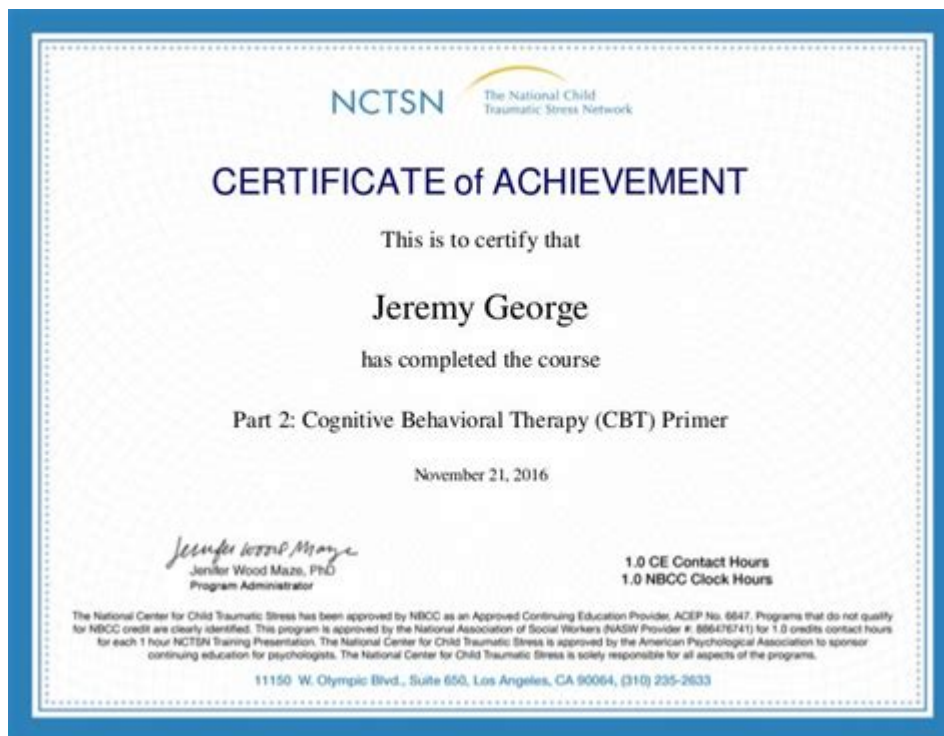 NCTSN
The National Child
Traumatic Stress Network
CERTIFICATE of ACHIEVEMENT
This is to certify that
Jeremy George
has completed the course
Part 2: Cognitive Behavioral Therapy (CBT) Primer
November 21, 2016
Jenifer Wood Maze
Jenifer Wood Maze, PhD
Program Administrator
1.0 CE Contact Hours
1.0 NBCC Clock Hours
The National Center for Child Traumatic Stress has been approved by NBCC as an Approved Continuing Education Provider, ACEP No. 6647. Programs that do not qualify
for NBCC credit are clearly identified. This program is approved by the National Association of Social Workers (NASW Provider #: 886476741) for 1.0 credits contact hours
for each 1 hour NCTSN Training Presentation. The National Center for Child Traumatic Stress is approved by the American Psychological Association to sponsor
continuing education for psychologists. The National Center for Child Traumatic Stress is solely responsible for all aspects of the programs.
11150 W. Olympic Blvd., Suite 650, Los Angeles, CA 90064, (310) 235-2633